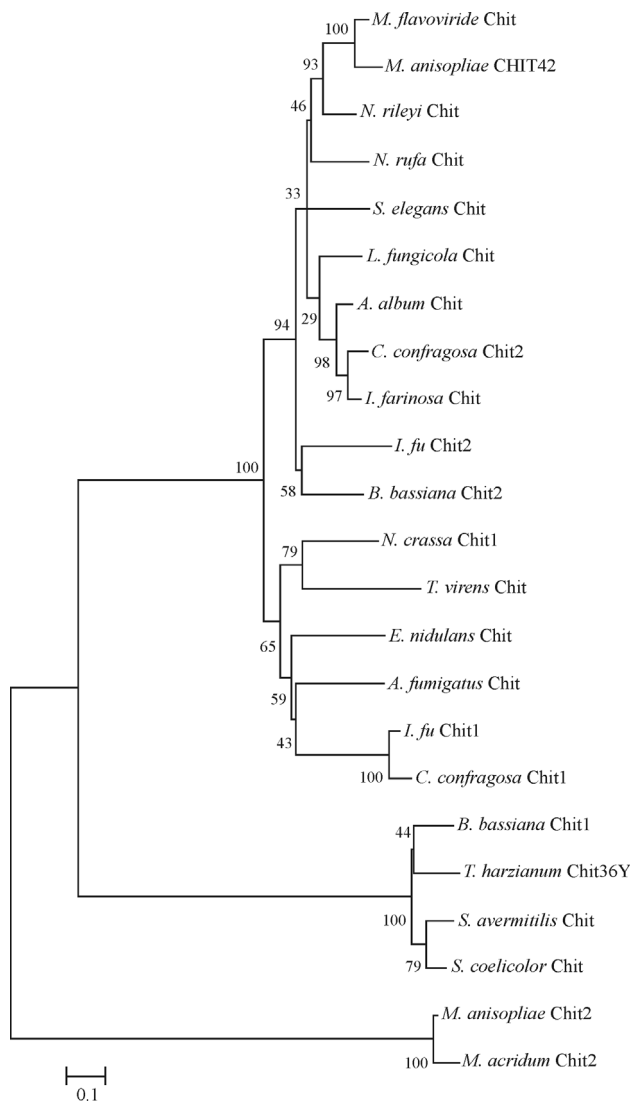 M. flavoviride Chit
100
M. anisopliae CHIT42
93
N. rileyi Chit
46
N. rufa Chit
33
S. elegans Chit
L. fungicola Chit
A. album Chit
29
94
C. confragosa Chit2
98
I. farinosa Chit
97
I. fu Chit2
100
B. bassiana Chit2
58
N. crassa Chit1
79
T. virens Chit
E. nidulans Chit
65
A. fumigatus Chit
59
I. fu Chit1
43
C. confragosa Chit1
100
B. bassiana Chit1
44
T. harzianum Chit36Y
S. avermitilis Chit
100
S. coelicolor Chit
79
M. anisopliae Chit2
M. acridum Chit2
100
0.1